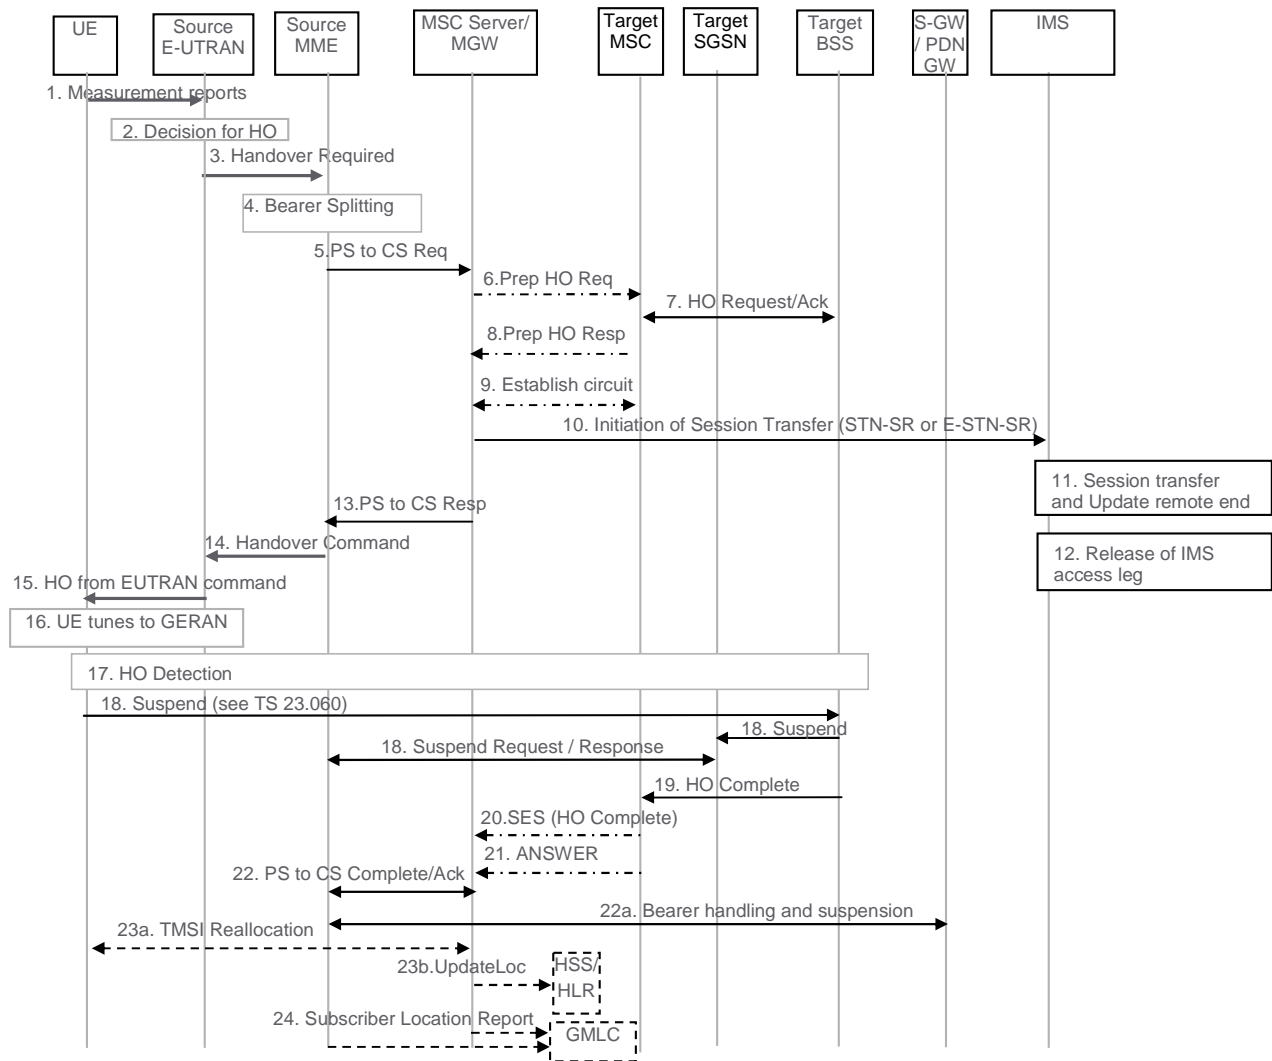 UE
Source
E-UTRAN
Source
MME
MSC Server/
MGW
Target
MSC
Target
SGSN
Target
BSS
S-GW
/ PDN
GW
IMS
1. Measurement reports
2. Decision for HO
3. Handover Required
4. Bearer Splitting
5.PS to CS Req
6.Prep HO Req
7. HO Request/Ack
8.Prep HO Resp
9. Establish circuit
10. Initiation of Session Transfer (STN-SR or E-STN-SR)
11. Session transfer
and Update remote end
13.PS to CS Resp
14. Handover Command
12. Release of IMS
access leg
15. HO from EUTRAN command
16. UE tunes to GERAN
17. HO Detection
18. Suspend (see TS 23.060)
18. Suspend
18. Suspend Request / Response
19. HO Complete
20.SES (HO Complete)
21. ANSWER
22. PS to CS Complete/Ack
22a. Bearer handling and suspension
23a. TMSI Reallocation
23b.UpdateLoc
HSS/
HLR
24. Subscriber Location Report
GMLC